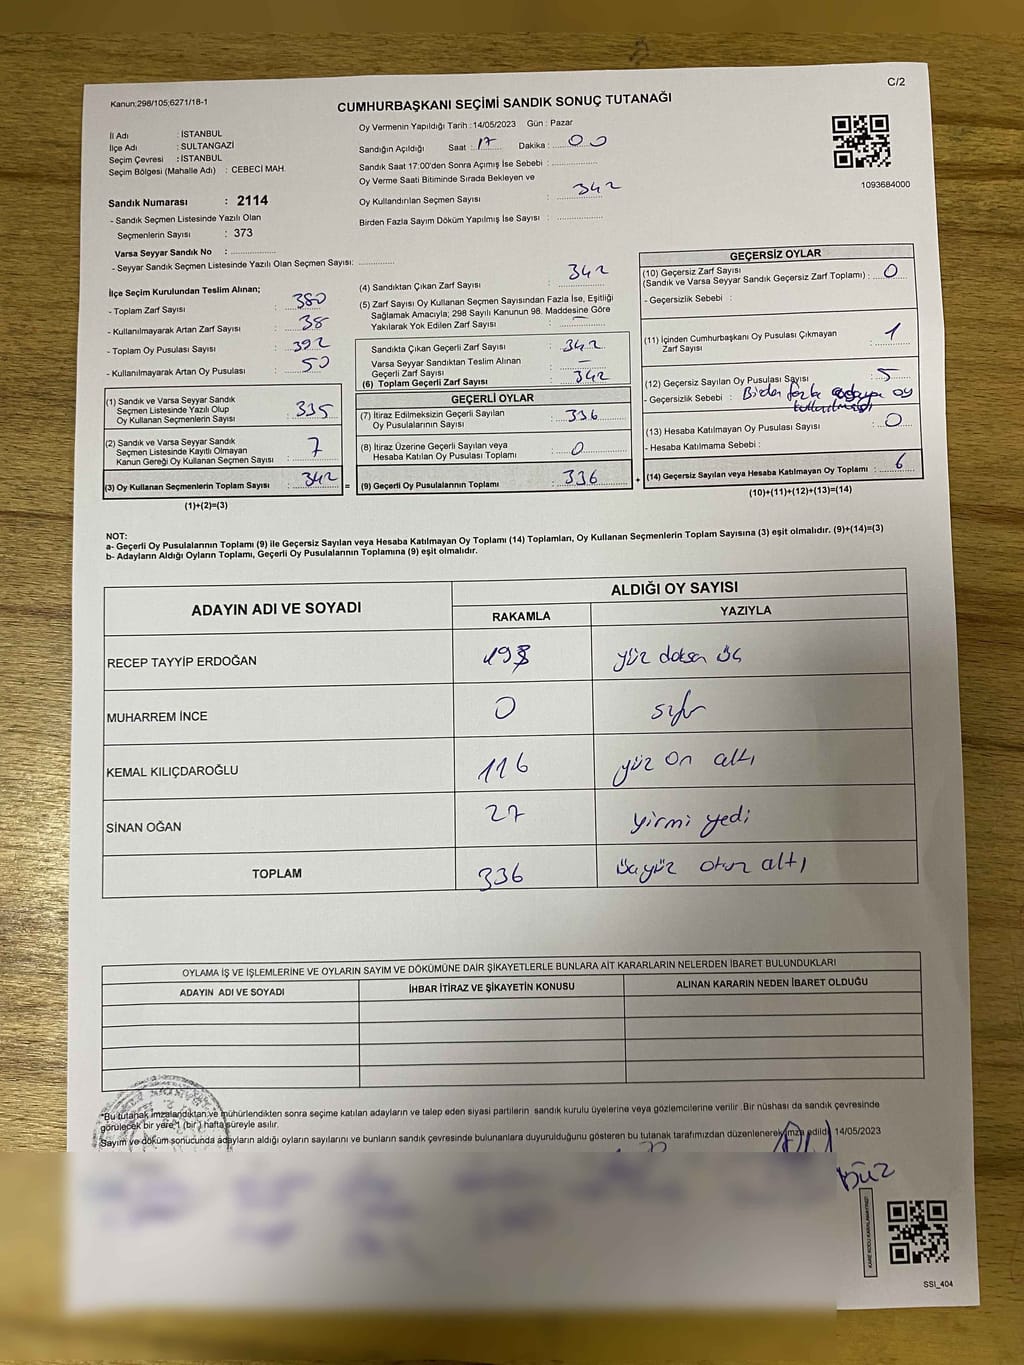 C/2
Kanun;298/105;6271/18-1
CUMHURBAŞKANI SEÇİMİ SANDIK SONUÇ TUTANAĞI
İl Adı : İSTANBUL
İlçe Adı : SULTANGAZİ
Seçim Çevresi : İSTANBUL
Seçim Bölgesi (Mahalle Adı) : CEBECİ MAH.
Sandık Numarası : 2114
- Sandık Seçmen Listesinde Yazılı Olan
Seçmenlerin Sayısı : 373
Varsa Seyyar Sandık No :
- Seyyar Sandık Seçmen Listesinde Yazılı Olan Seçmen Sayısı:
Oy Vermenin Yapıldığı Tarih : 14/05/2023 Gün : Pazar
Sandığın Açıldığı Saat : 17 Dakika : 00
Sandık Saat 17:00'den Sonra Açımış İse Sebebi :
Oy Verme Saati Bitiminde Sırada Bekleyen ve
Oy Kullandırılan Seçmen Sayısı : 342
Birden Fazla Sayım Döküm Yapılmış İse Sayısı :
1093684000
İlçe Seçim Kurulundan Teslim Alınan;
- Toplam Zarf Sayısı : 380
- Kullanılmayarak Artan Zarf Sayısı : 38
- Toplam Oy Pusulası Sayısı : 392
- Kullanılmayarak Artan Oy Pusulası : 50
(1) Sandık ve Varsa Seyyar Sandık
Seçmen Listesinde Yazılı Olup
Oy Kullanan Seçmenlerin Sayısı : 335
(2) Sandık ve Varsa Seyyar Sandık
Seçmen Listesinde Kayıtlı Olmayan
Kanun Gereği Oy Kullanan Seçmen Sayısı : 7
(3) Oy Kullanan Seçmenlerin Toplam Sayısı : 342
(1)+(2)=(3)
(4) Sandıktan Çıkan Zarf Sayısı : 342
(5) Zarf Sayısı Oy Kullanan Seçmen Sayısından Fazla İse, Eşitliği
Sağlamak Amacıyla; 298 Sayılı Kanunun 98. Maddesine Göre
Yakılarak Yok Edilen Zarf Sayısı : –
Sandıkta Çıkan Geçerli Zarf Sayısı : 342
Varsa Seyyar Sandıktan Teslim Alınan
Geçerli Zarf Sayısı : –
(6) Toplam Geçerli Zarf Sayısı : 342
=
GEÇERLİ OYLAR
(7) İtiraz Edilmeksizin Geçerli Sayılan
Oy Pusulalarının Sayısı : 336
(8) İtiraz Üzerine Geçerli Sayılan veya
Hesaba Katılan Oy Pusulası Toplamı : 0
(9) Geçerli Oy Pusulalarının Toplamı : 336
+
GEÇERSİZ OYLAR
(10) Geçersiz Zarf Sayısı
(Sandık ve Varsa Seyyar Sandık Geçersiz Zarf Toplamı) : 0
- Geçersizlik Sebebi :
(11) İçinden Cumhurbaşkanı Oy Pusulası Çıkmayan
Zarf Sayısı : 1
(12) Geçersiz Sayılan Oy Pusulası Sayısı : 5
- Geçersizlik Sebebi : Birden fazla adaya oy
kullanılması
(13) Hesaba Katılmayan Oy Pusulası Sayısı : 0
- Hesaba Katılmama Sebebi :
(14) Geçersiz Sayılan veya Hesaba Katılmayan Oy Toplamı : 6
(10)+(11)+(12)+(13)=(14)
NOT:
a- Geçerli Oy Pusulalarının Toplamı (9) ile Geçersiz Sayılan veya Hesaba Katılmayan Oy Toplamı (14) Toplamları, Oy Kullanan Seçmenlerin Toplam Sayısına (3) eşit olmalıdır. (9)+(14)=(3)
b- Adayların Aldığı Oyların Toplamı, Geçerli Oy Pusulalarının Toplamına (9) eşit olmalıdır.
ADAYIN ADI VE SOYADI
ALDIĞI OY SAYISI
RAKAMLA YAZIYLA
RECEP TAYYİP ERDOĞAN 193 yüz doksan üç
MUHARREM İNCE 0 sıfır
KEMAL KILIÇDAROĞLU 116 yüz on altı
SİNAN OĞAN 27 yirmi yedi
TOPLAM 336 üçyüz otuz altı
OYLAMA İŞ VE İŞLEMLERİNE VE OYLARIN SAYIM VE DÖKÜMÜNE DAİR ŞİKAYETLERLE BUNLARA AİT KARARLARIN NELERDEN İBARET BULUNDUKLARI
ADAYIN ADI VE SOYADI İHBAR İTİRAZ VE ŞİKAYETİN KONUSU ALINAN KARARIN NEDEN İBARET OLDUĞU
*Bu tutanak imzalandıktan ve mühürlendikten sonra seçime katılan adayların ve talep eden siyasi partilerin sandık kurulu üyelerine veya gözlemcilerine verilir. Bir nüshası da sandık çevresinde
görülecek bir yere 1 (bir) hafta süreyle asılır.
Sayım ve döküm sonucunda adayların aldığı oyların sayılarını ve bunların sandık çevresinde bulunanlara duyurulduğunu gösteren bu tutanak tarafımızdan düzenlenerek imza edildi. 14/05/2023
KARE KODU KARALAMAYINIZ!
SSI_404